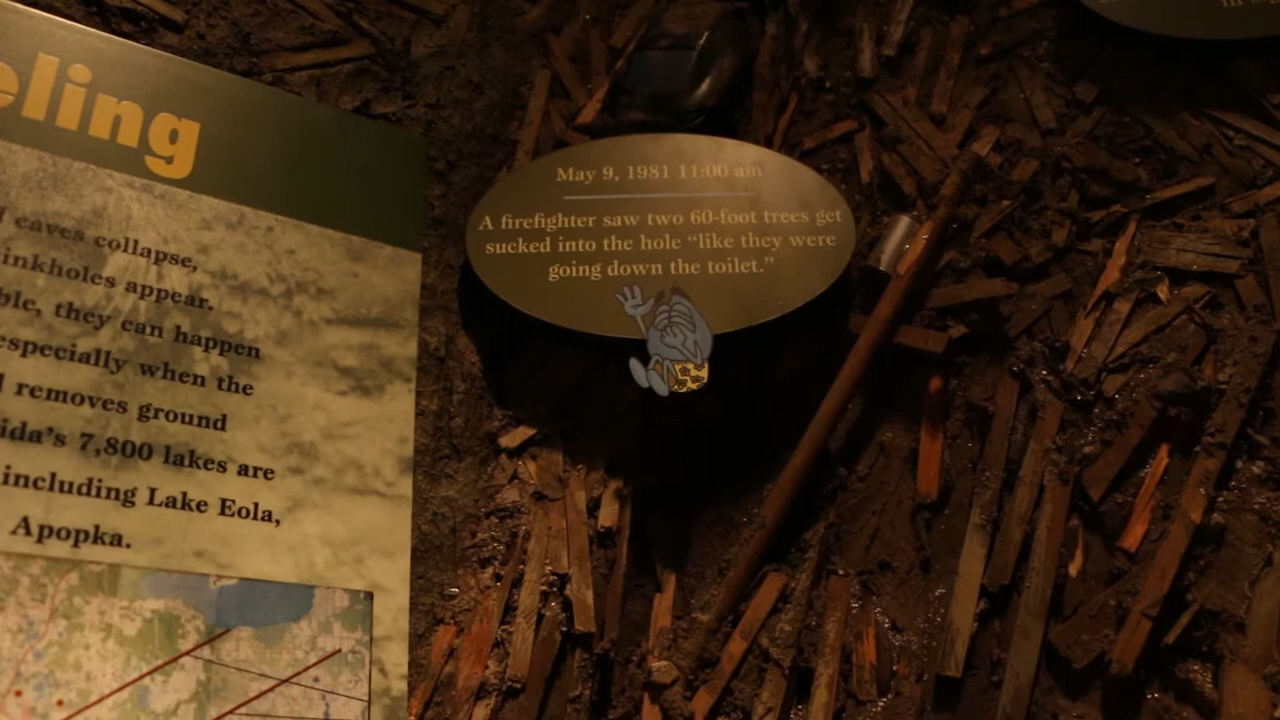 eling
caves collapse,
inkholes appear.
ble, they can happen
especially when the
removes ground
ida's 7,800 lakes are
including Lake Eola,
Apopka.
May 9, 1981 11:00 am
A firefighter saw two 60-foot trees get
sucked into the hole “like they were
going down the toilet.”